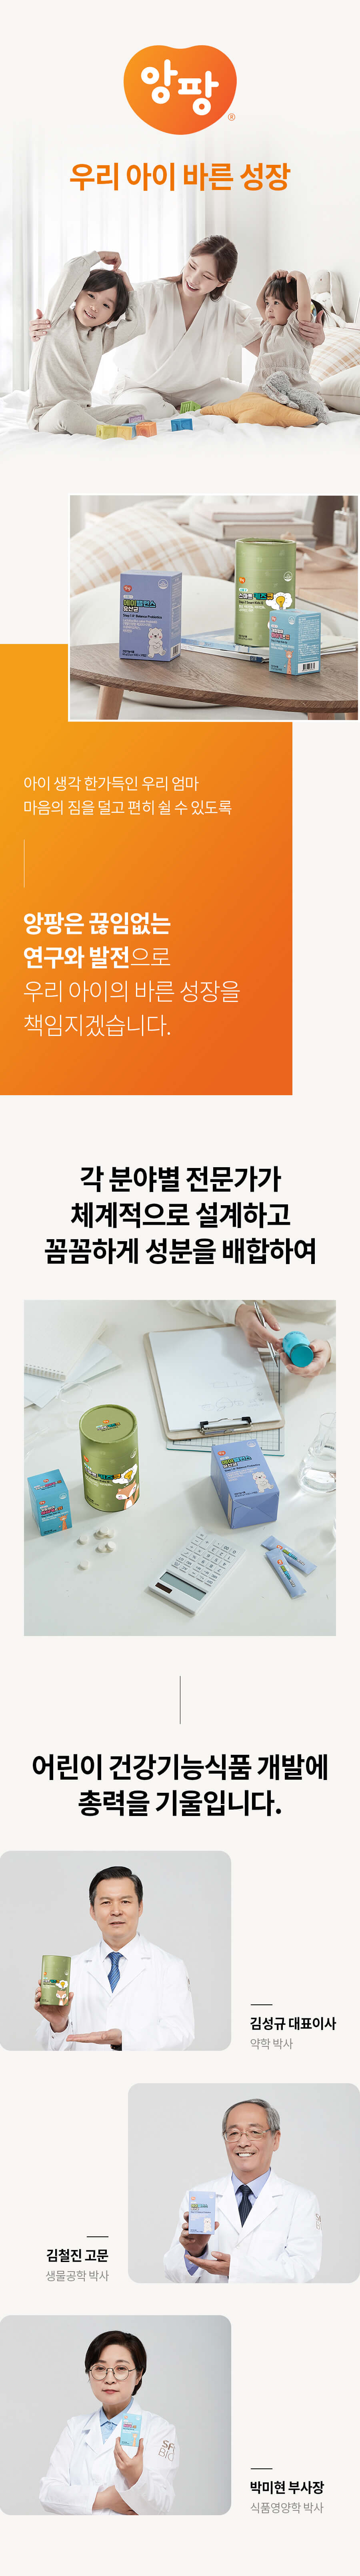 앙팡
®
우리 아이 바른 성장
아이 생각 한가득인 우리 엄마
마음의 짐을 덜고 편히 쉴 수 있도록
앙팡은 끊임없는
연구와 발전으로
우리 아이의 바른 성장을
책임지겠습니다.
각 분야별 전문가가
체계적으로 설계하고
꼼꼼하게 성분을 배합하여
어린이 건강기능식품 개발에
총력을 기울입니다.
김성규 대표이사
약학 박사
김철진 고문
생물공학 박사
박미현 부사장
식품영양학 박사